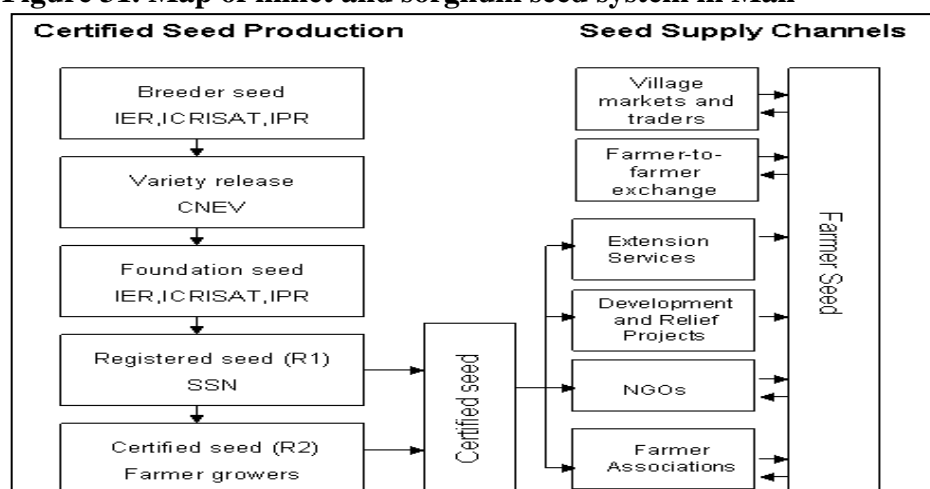 Figure 31. Map of millet and sorghum seed system in Mali
Certified Seed Production
Breeder seed
IER,ICRISAT,IPR
Variety release
CNEV
Foundation seed
IER,ICRISAT,IPR
Registered seed (R1)
SSN
Certified seed (R2)
Farmer growers
Certified seed
Seed Supply Channels
Village
markets and
traders
Farmer-to-
farmer
exchange
Extension
Services
Development
and Relief
Projects
NGOs
Farmer
Associations
Farmer Seed